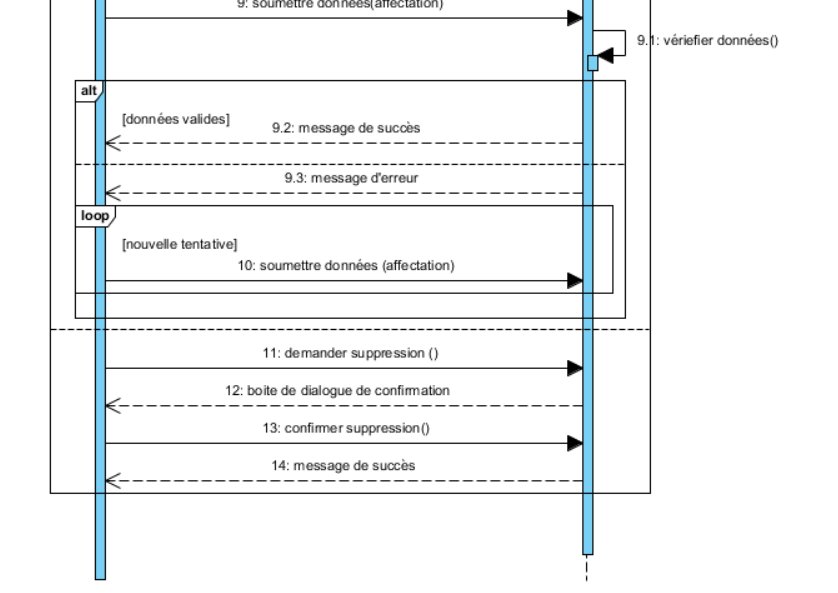 9: soumettre données(affectation)
9.1: vériefier données()
alt
[données valides]
9.2: message de succès
9.3: message d'erreur
loop
[nouvelle tentative]
10: soumettre données (affectation)
11: demander suppression ()
12: boite de dialogue de confirmation
13: confirmer suppression()
14: message de succès